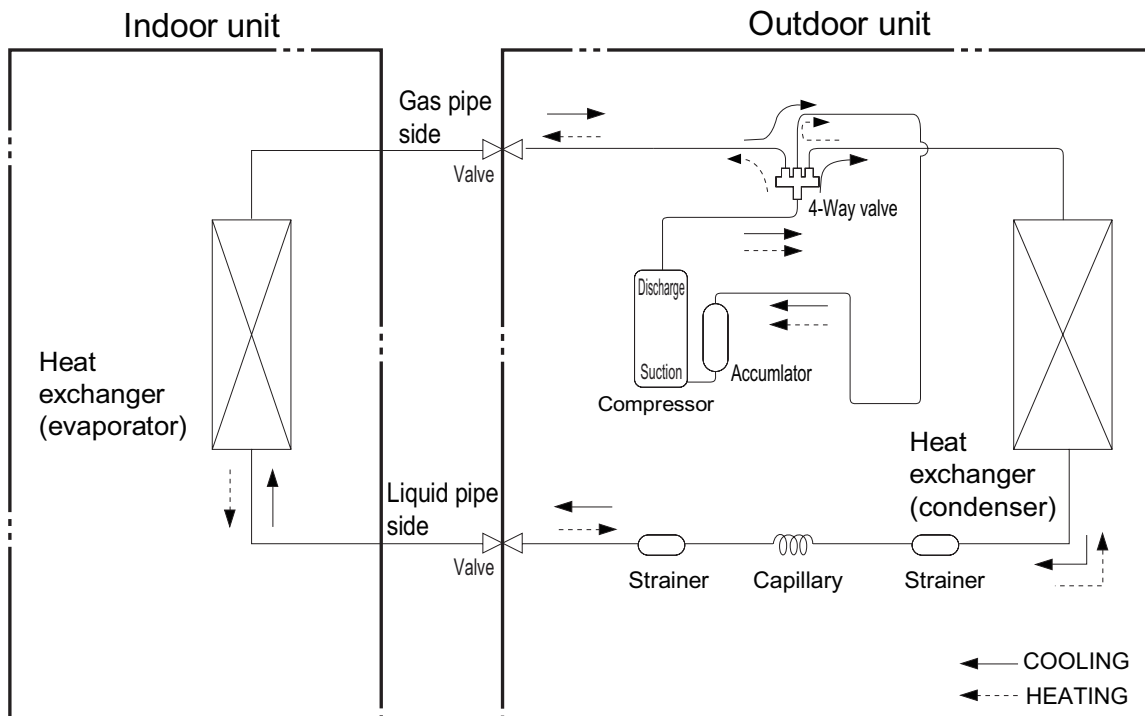 Indoor unit
Outdoor unit
Gas pipe
side
Valve
4-Way valve
Discharge
Suction
Accumlator
Compressor
Heat
exchanger
(evaporator)
Heat
exchanger
(condenser)
Liquid pipe
side
Valve
Strainer
Capillary
Strainer
COOLING
HEATING